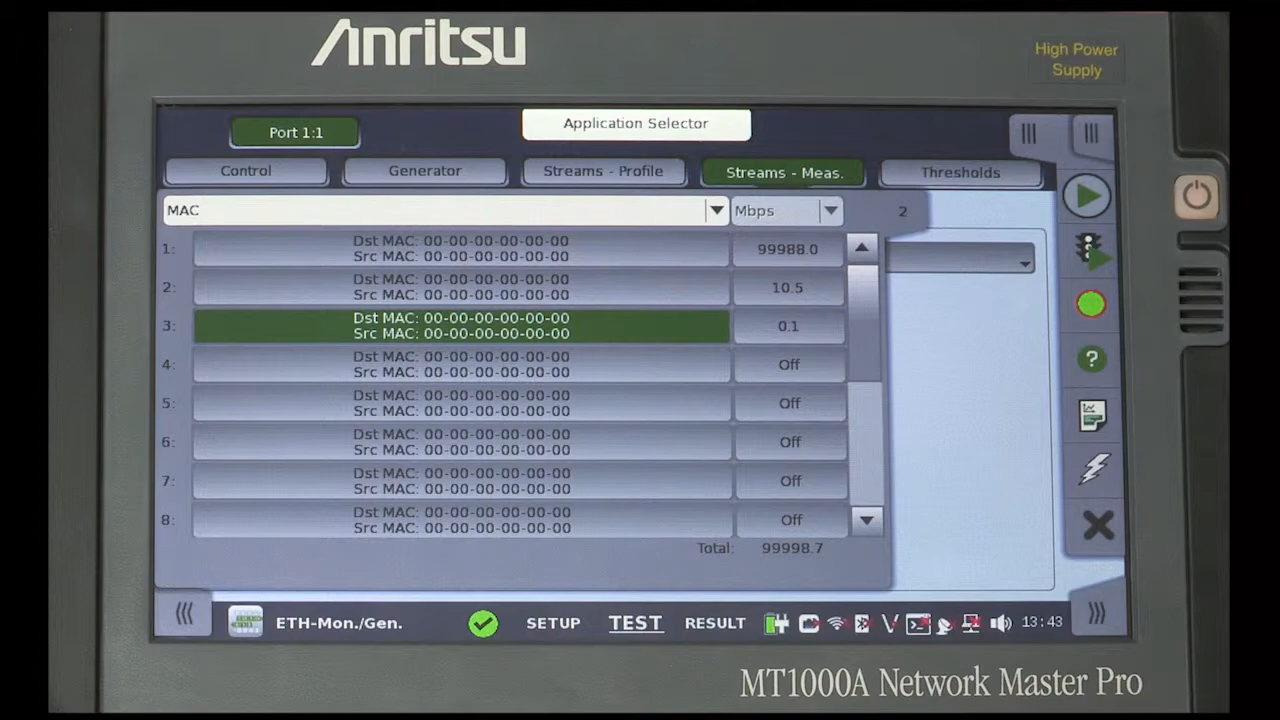 Anritsu
High Power
Supply
Port 1:1
Application Selector
Control
Generator
Streams - Profile
Streams - Meas.
Thresholds
MAC
Mbps
2
1:
Dst MAC: 00-00-00-00-00-00
Src MAC: 00-00-00-00-00-00
99988.0
2:
Dst MAC: 00-00-00-00-00-00
Src MAC: 00-00-00-00-00-00
10.5
3:
Dst MAC: 00-00-00-00-00-00
Src MAC: 00-00-00-00-00-00
0.1
4:
Dst MAC: 00-00-00-00-00-00
Src MAC: 00-00-00-00-00-00
Off
5:
Dst MAC: 00-00-00-00-00-00
Src MAC: 00-00-00-00-00-00
Off
6:
Dst MAC: 00-00-00-00-00-00
Src MAC: 00-00-00-00-00-00
Off
7:
Dst MAC: 00-00-00-00-00-00
Src MAC: 00-00-00-00-00-00
Off
8:
Dst MAC: 00-00-00-00-00-00
Src MAC: 00-00-00-00-00-00
Off
Total: 99998.7
ETH-Mon./Gen.
SETUP
TEST
RESULT
13:43
MT1000A Network Master Pro